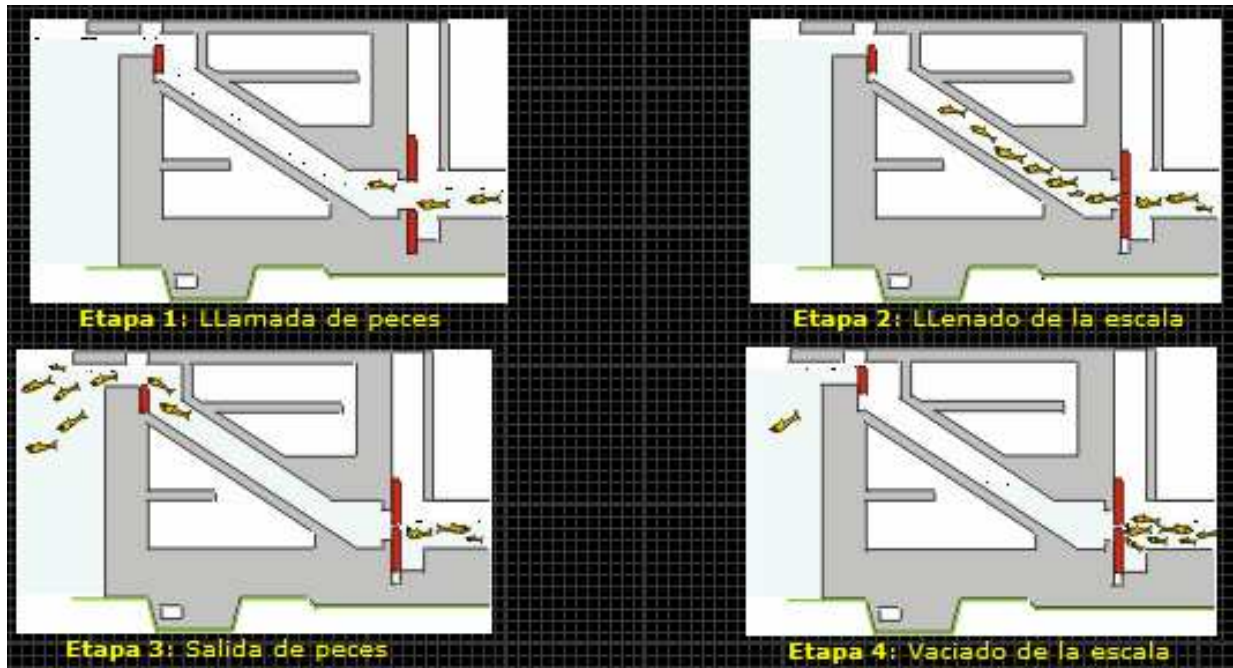 Etapa 1: LLamada de peces
Etapa 2: LLenado de la escala
Etapa 3: Salida de peces
Etapa 4: Vaciado de la escala